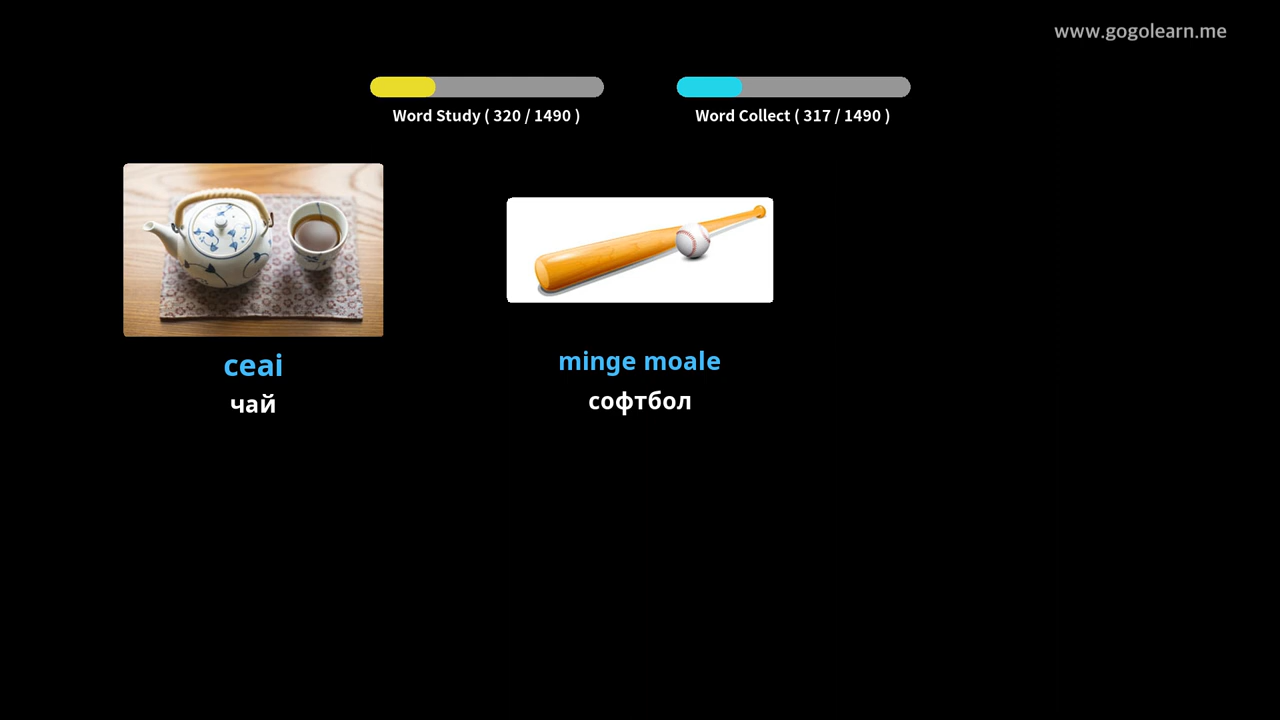 www.gogolearn.me
Word Study ( 320 / 1490 )
Word Collect ( 317 / 1490 )
ceai
чай
minge moale
софтбол